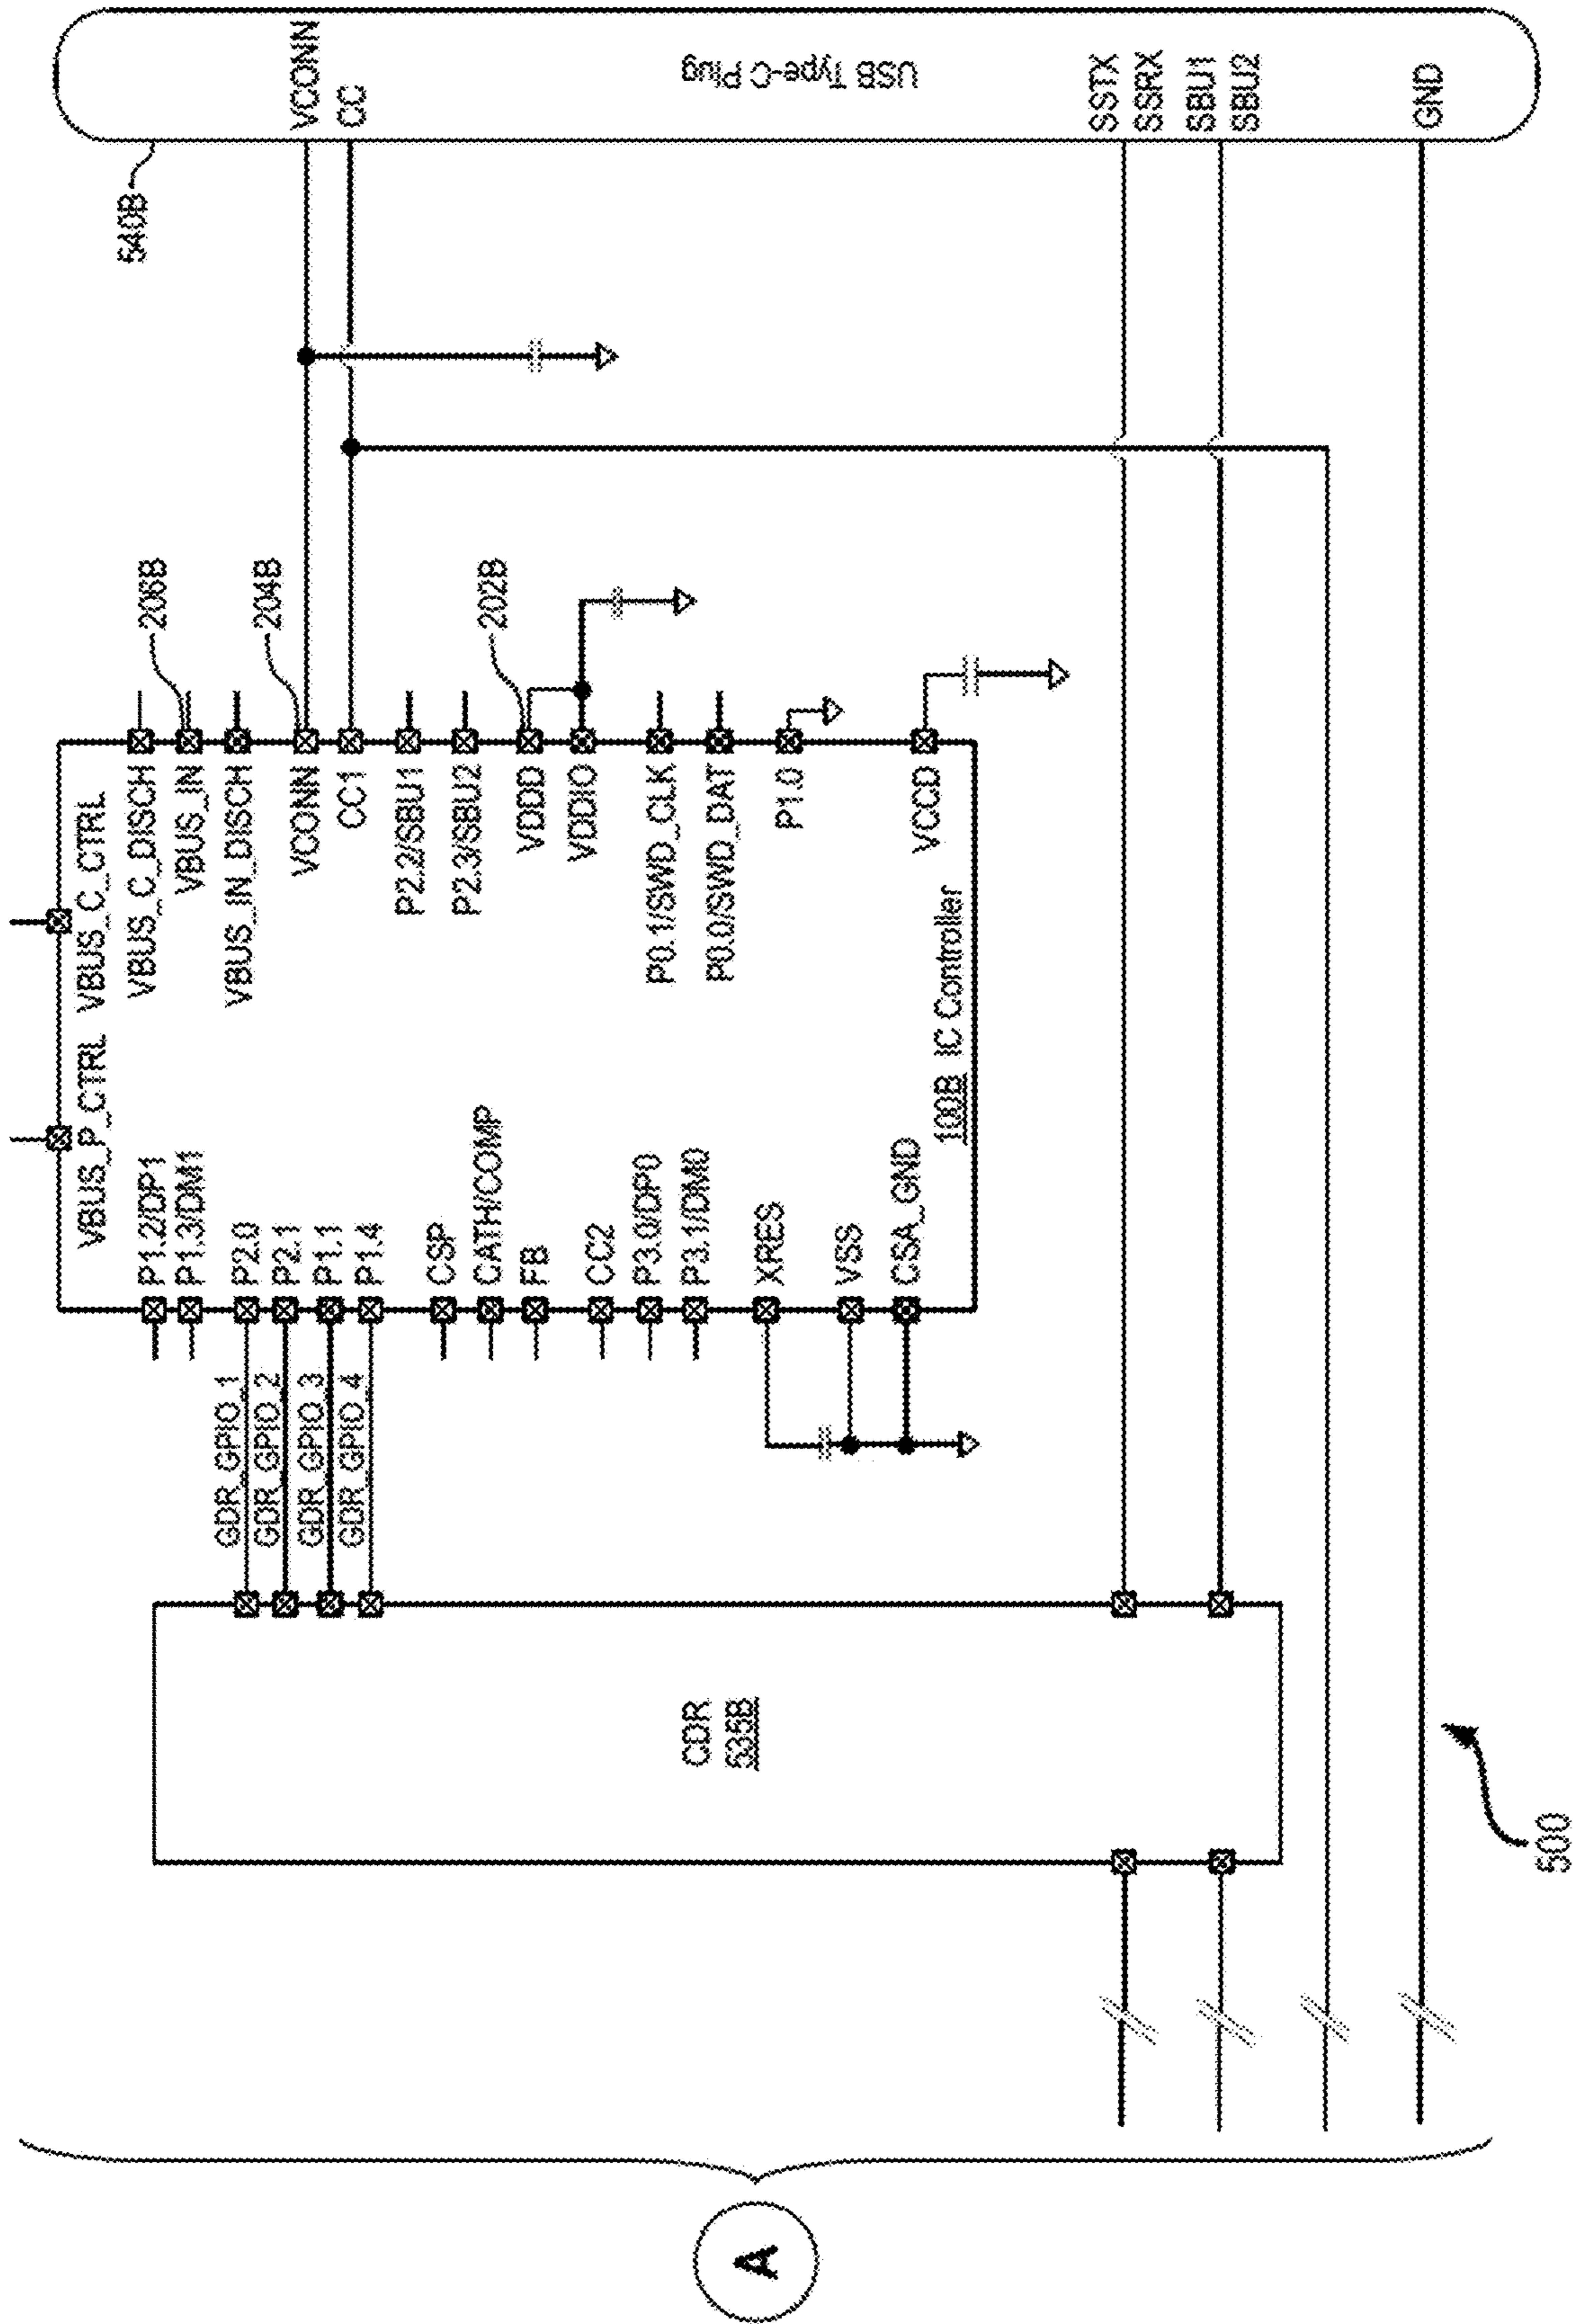 540B
VCONN
CC
USB Type-C Plug
SSTX
SSRX
SBU1
SBU2
GND
206B
204B
202B
VBUS_P_CTRL
VBUS_C_CTRL
VBUS_C_DISCH
VBUS_IN
VBUS_IN_DISCH
VCONN
CC1
P2.2/SBU1
P2.3/SBU2
VDDD
VDDIO
P0.1/SWD_CLK
P0.0/SWD_DAT
P1.0
VCCD
100B IC Controller
P1.2/DP1
P1.3/DM1
P2.0
P2.1
P1.1
P1.4
CSP
CATH/COMP
FB
CC2
P3.0/DP0
P3.1/DM0
XRES
VSS
CSA_GND
GDR_GPIO_1
GDR_GPIO_2
GDR_GPIO_3
GDR_GPIO_4
CDR
535B
500
A